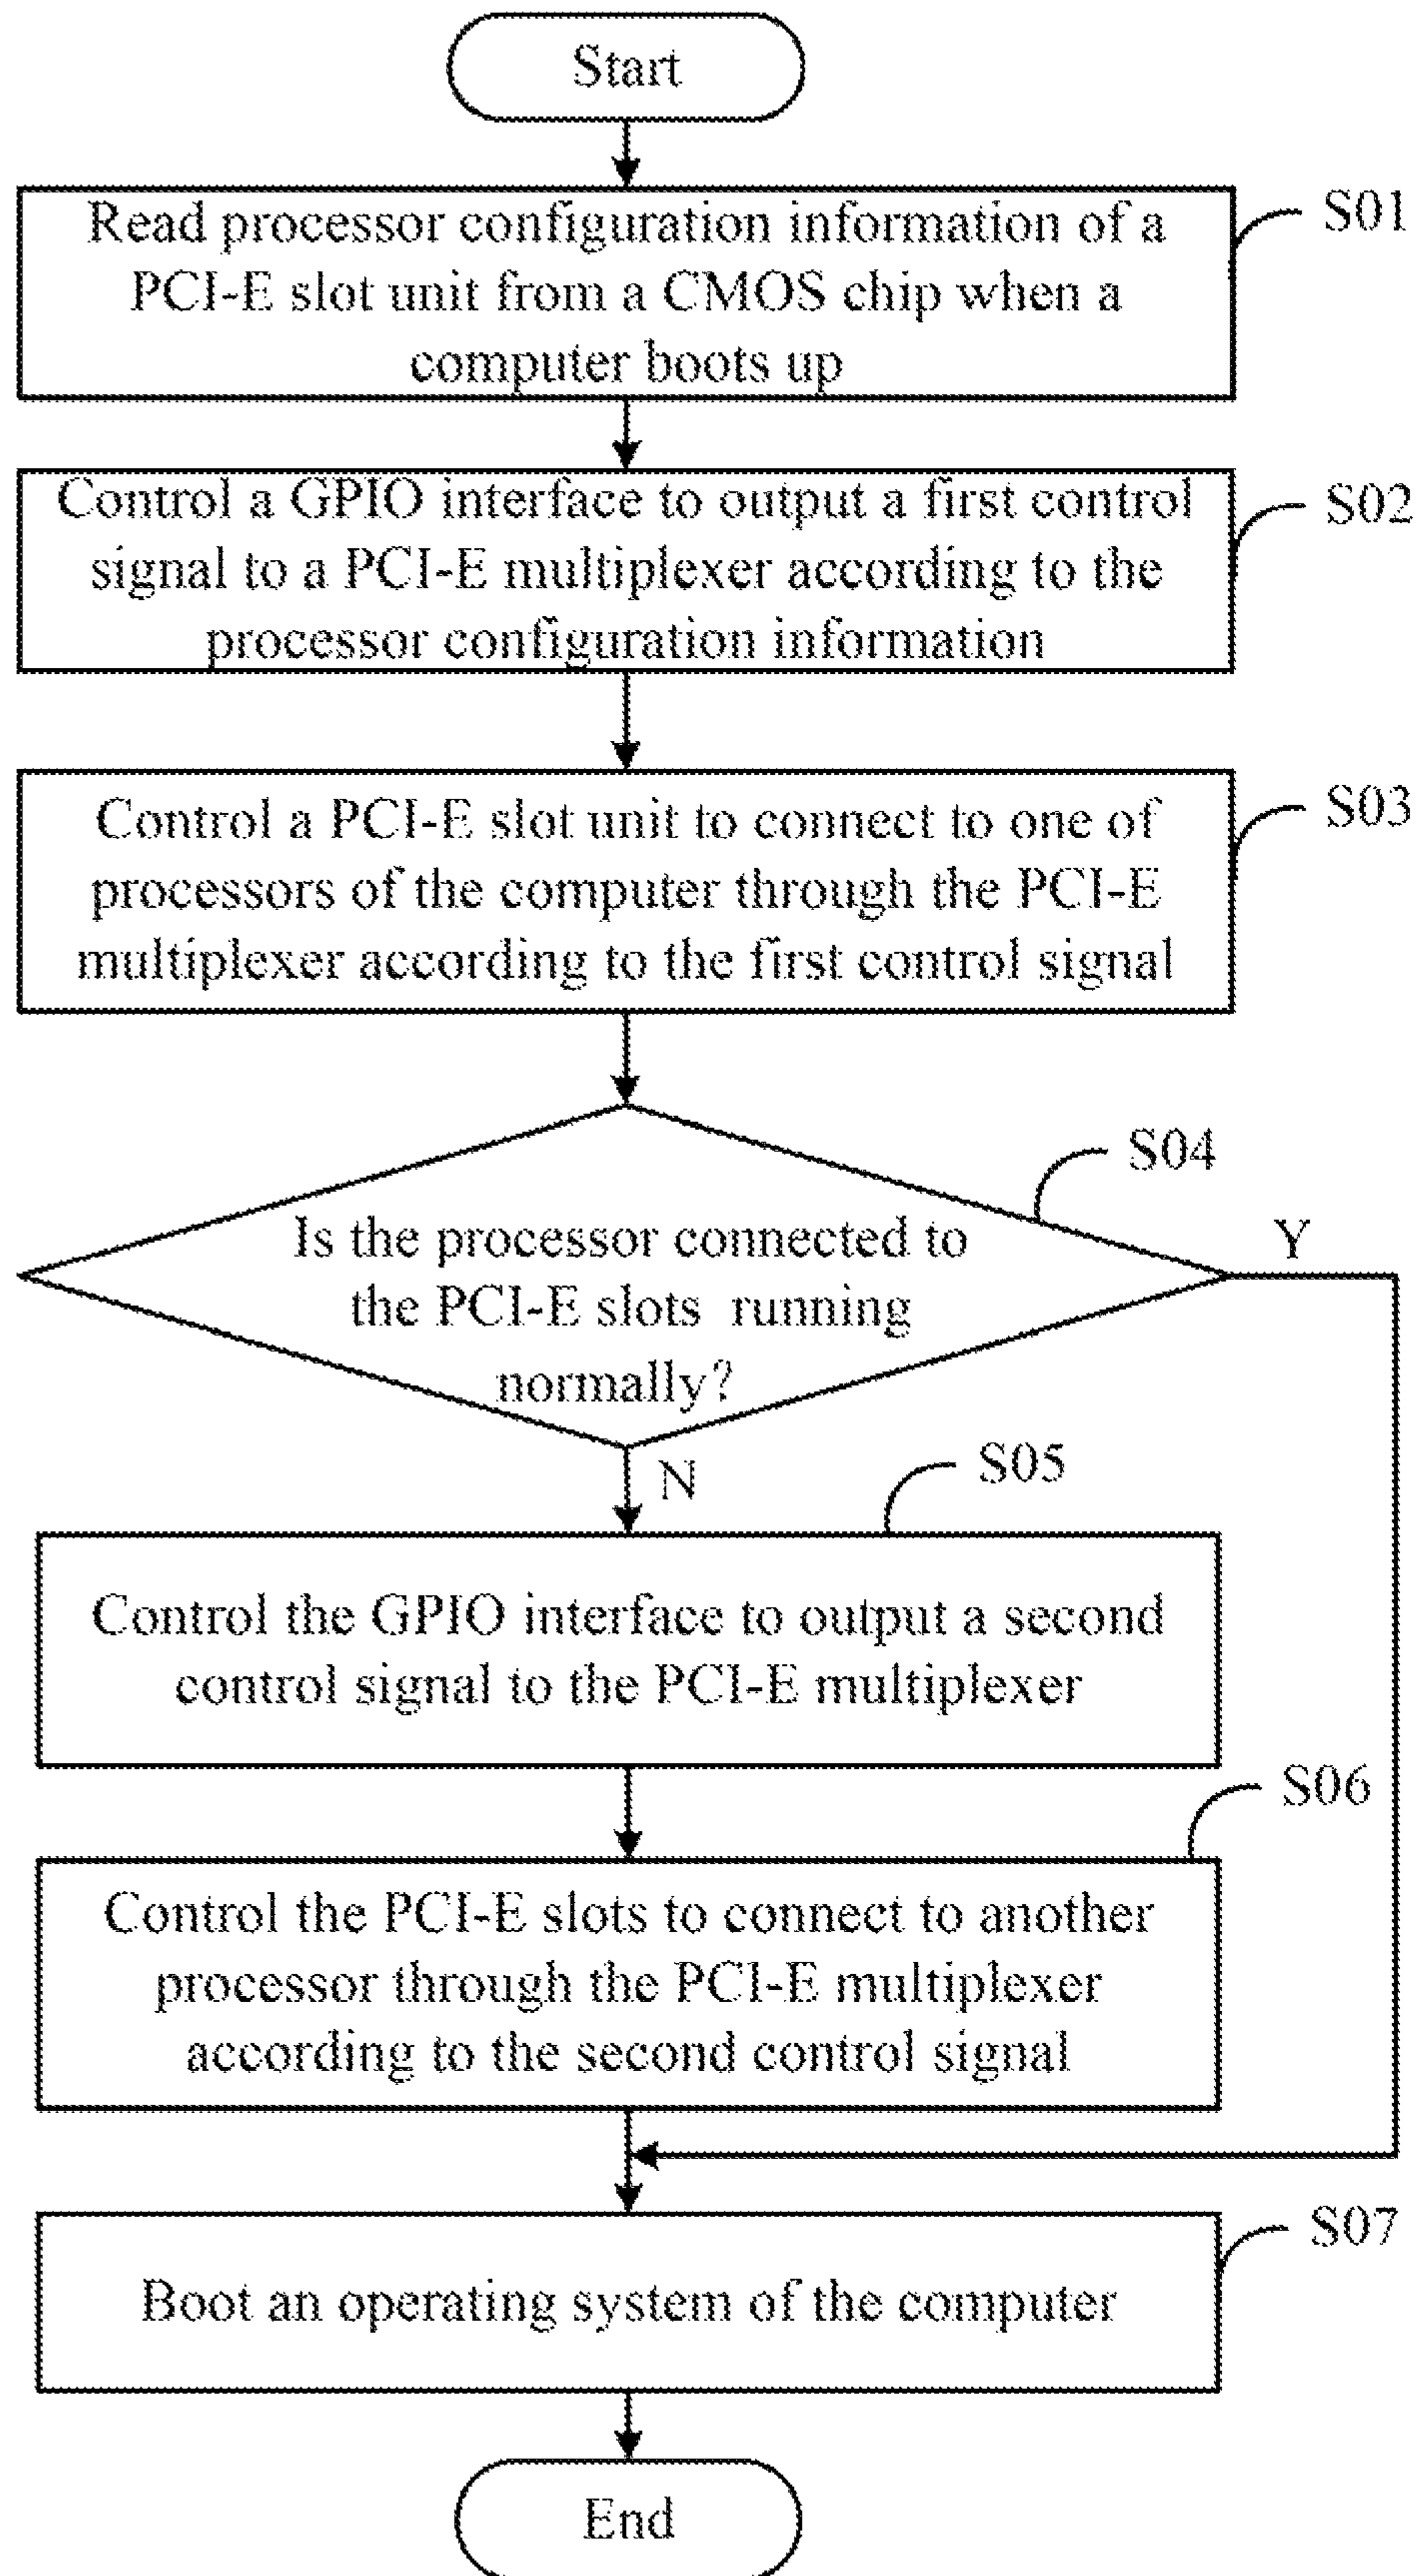 Start
Read processor configuration information of a
PCI-E slot unit from a CMOS chip when a
computer boots up
S01
Control a GPIO interface to output a first control
signal to a PCI-E multiplexer according to the
processor configuration information
S02
Control a PCI-E slot unit to connect to one of
processors of the computer through the PCI-E
multiplexer according to the first control signal
S03
S04
Is the processor connected to
the PCI-E slots running
normally?
Y
N
S05
Control the GPIO interface to output a second
control signal to the PCI-E multiplexer
S06
Control the PCI-E slots to connect to another
processor through the PCI-E multiplexer
according to the second control signal
S07
Boot an operating system of the computer
End